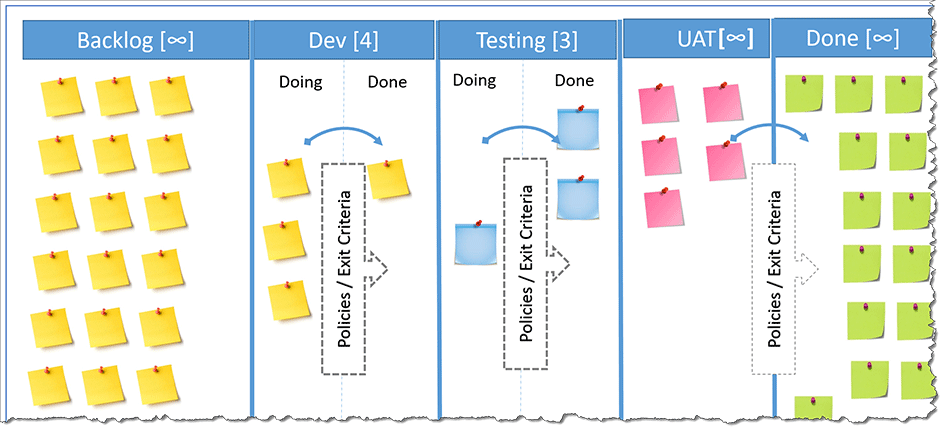 Backlog [∞]
Dev [4]
Testing [3]
UAT[∞]
Done [∞]
Doing
Done
Doing
Done
Policies / Exit Criteria
Policies / Exit Criteria
Policies / Exit Criteria